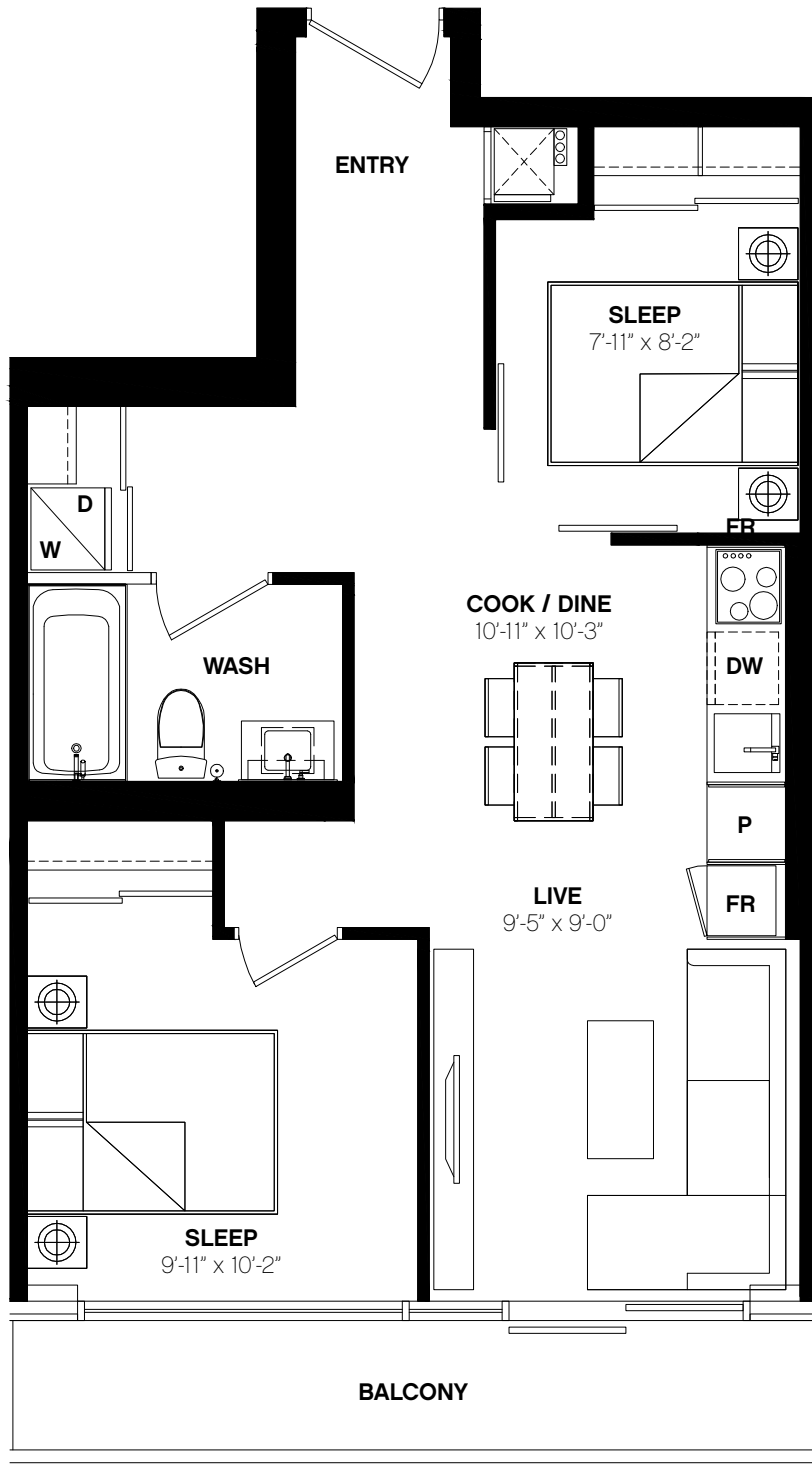 ENTRY
SLEEP
7'-11" x 8'-2"
D
W
FR
COOK / DINE
10'-11" x 10'-3"
WASH
DW
P
LIVE
9'-5" x 9'-0"
FR
SLEEP
9'-11" x 10'-2"
BALCONY